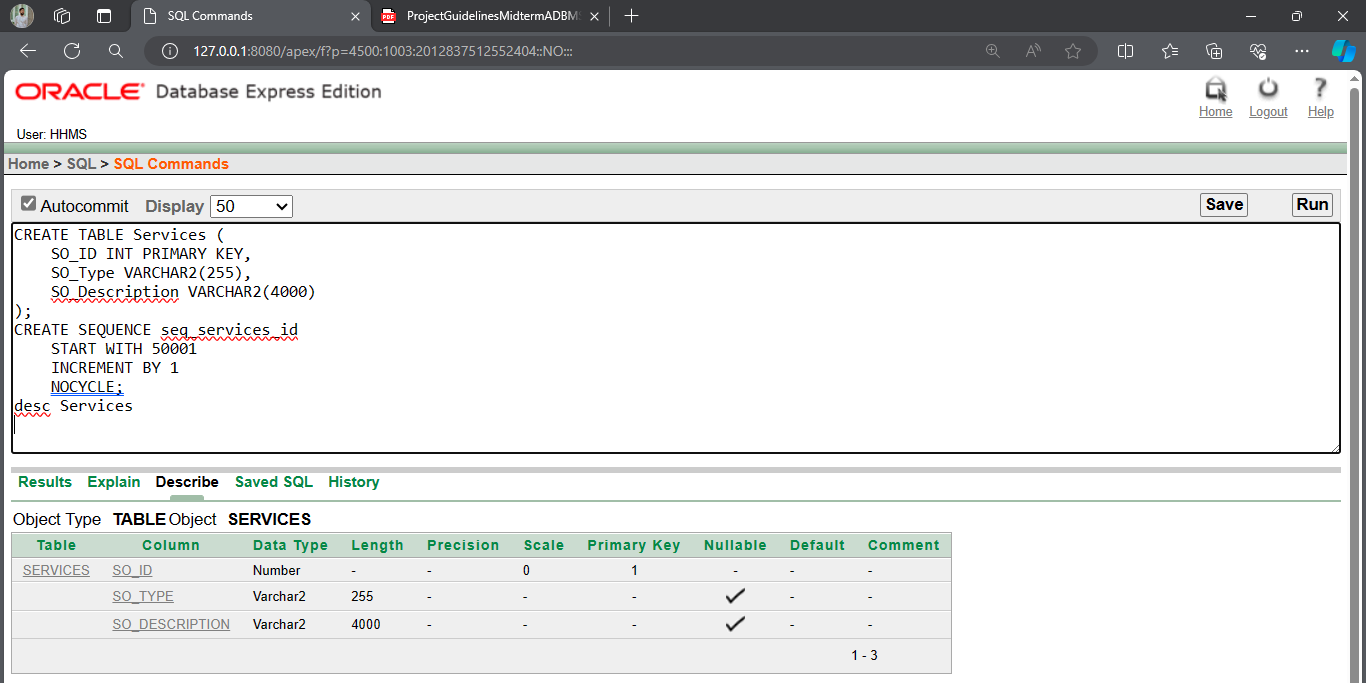 SQL Commands
PDF ProjectGuidelinesMidtermADBMS
127.0.0.1:8080/apex/f?p=4500:1003:2012837512552404::NO:::
ORACLE Database Express Edition
Home Logout Help
User: HHMS
Home > SQL > SQL Commands
Autocommit Display 50 Save Run
CREATE TABLE Services (
SO_ID INT PRIMARY KEY,
SO_Type VARCHAR2(255),
SO_Description VARCHAR2(4000)
);
CREATE SEQUENCE seq_services_id
START WITH 50001
INCREMENT BY 1
NOCYCLE;
desc Services
Results Explain Describe Saved SQL History
Object Type TABLE Object SERVICES
Table Column Data Type Length Precision Scale Primary Key Nullable Default Comment
SERVICES SO_ID Number - - 0 1 - - -
SO_TYPE Varchar2 255 - - - - -
SO_DESCRIPTION Varchar2 4000 - - - - -
1 - 3